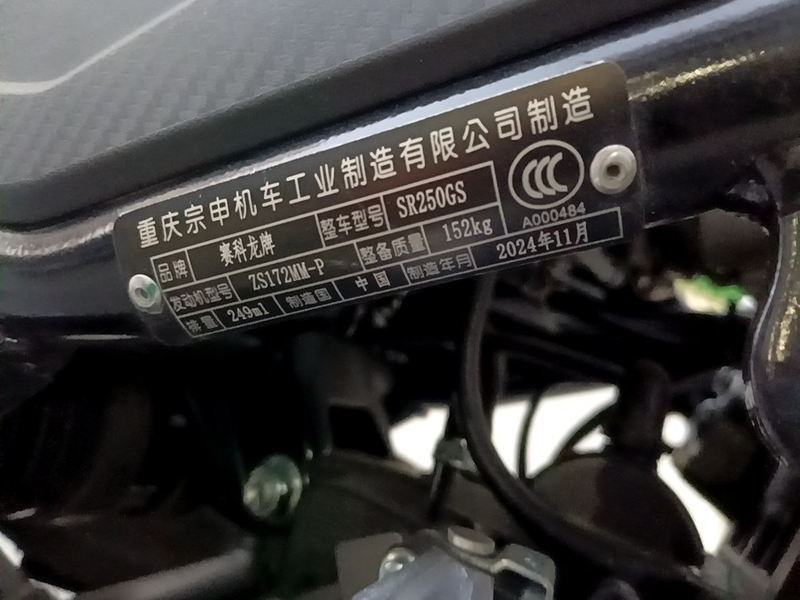 重庆宗申机车工业制造有限公司
品牌 赛科龙牌 整车型号 SR250GS CCC
发动机型号 ZS172MM-P 整备质量 152kg A000484
排量 249ml 制造国 中国 制造年月 2024年11月